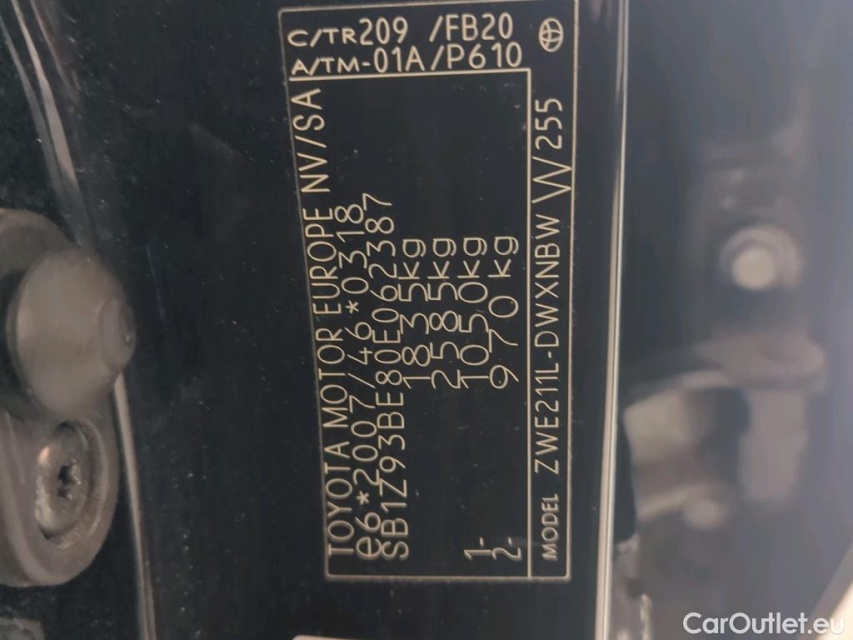 C/TR209 /FB20
A/TM-01A/P610
TOYOTA MOTOR EUROPE NV/SA
e6*2007/46*0318
SB1Z93BE80E062387
1835kg
2585kg
1- 1050kg
2- 970kg
MODEL ZWE211L-DWXNBW W255
CarOutlet.eu